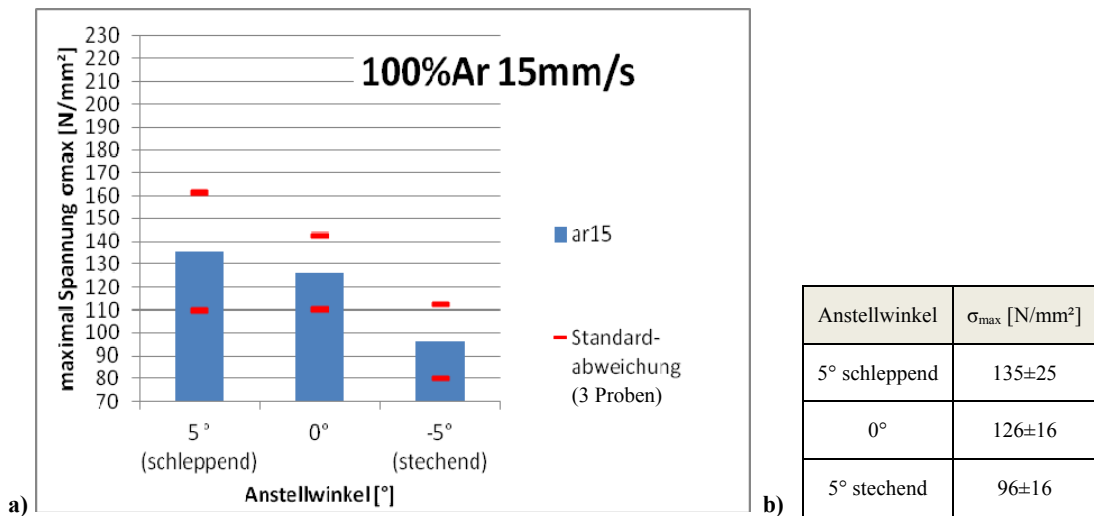 100%Ar 15mm/s
maximal Spannung σmax [N/mm²]
230
220
210
200
190
180
170
160
150
140
130
120
110
100
90
80
70
5° 0° -5°
(schleppend) (stechend)
Anstellwinkel [°]
ar15
Standard-
abweichung
(3 Proben)
a)
b)
Anstellwinkel σmax [N/mm²]
5° schleppend 135±25
0° 126±16
5° stechend 96±16